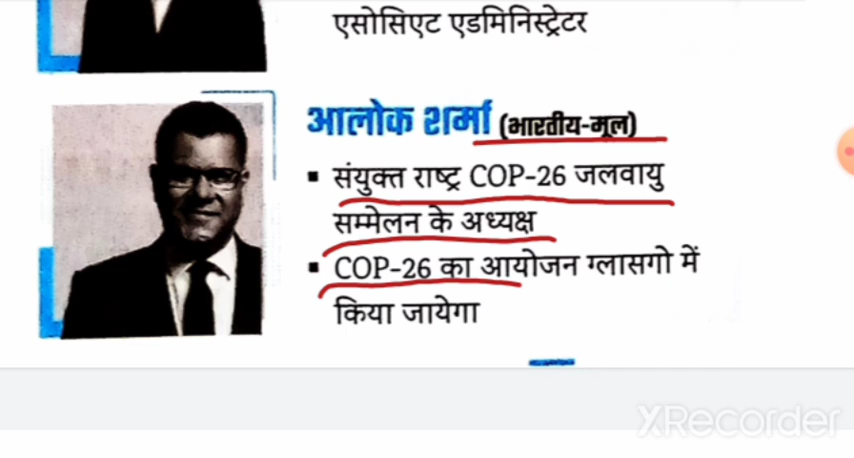 एसोसिएट एडमिनिस्ट्रेटर
आलोक शर्मा (भारतीय-मूल)
▪ संयुक्त राष्ट्र COP-26 जलवायु
सम्मेलन के अध्यक्ष
▪ COP-26 का आयोजन ग्लासगो में
किया जायेगा
XRecorder